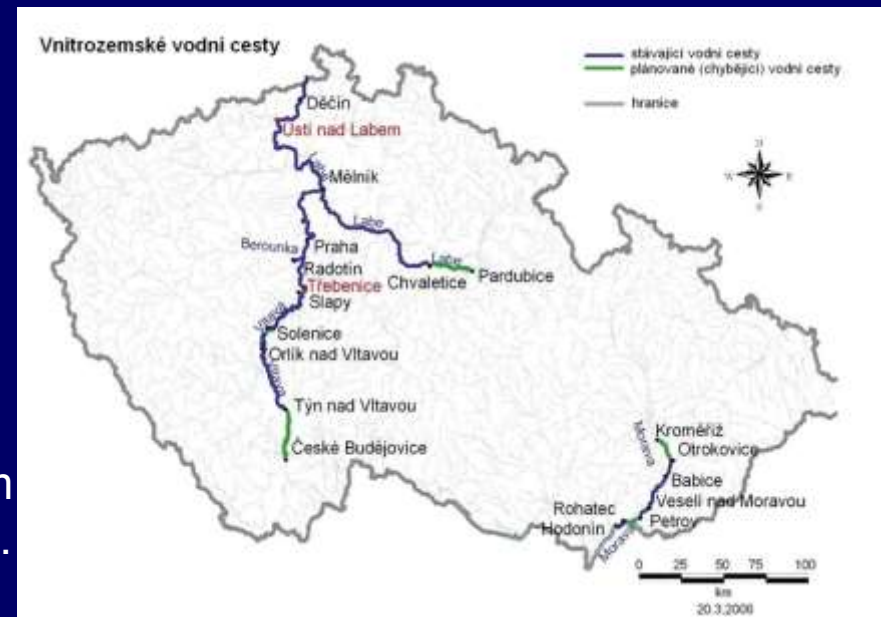 Vnitrozemské vodní cesty
stávající vodní cesty
plánované (chybějící) vodní cesty
hranice
Děčín
Ústí nad Labem
Labe
Mělník
Labe
Labe
Berounka
Praha
Radotín
Třebenice
Chvaletice
Pardubice
Slapy
Vltava
Solenice
Orlík nad Vltavou
Vltava
Týn nad Vltavou
České Budějovice
Kroměříž
Morava
Otrokovice
Babice
Veselí nad Moravou
Rohatec
Petrov
Hodonín
Morava
n
.
0 25 50 75 100
km
20.3.2006